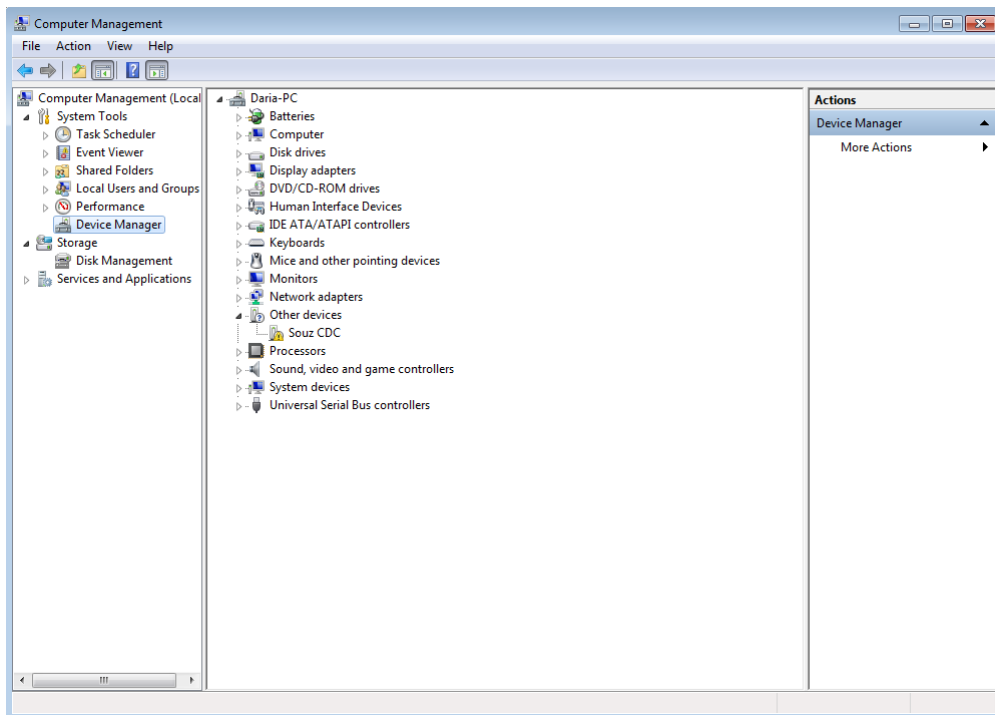 Computer Management
File Action View Help
Computer Management (Local
System Tools
Task Scheduler
Event Viewer
Shared Folders
Local Users and Groups
Performance
Device Manager
Storage
Disk Management
Services and Applications
Daria-PC
Batteries
Computer
Disk drives
Display adapters
DVD/CD-ROM drives
Human Interface Devices
IDE ATA/ATAPI controllers
Keyboards
Mice and other pointing devices
Monitors
Network adapters
Other devices
Souz CDC
Processors
Sound, video and game controllers
System devices
Universal Serial Bus controllers
Actions
Device Manager
More Actions